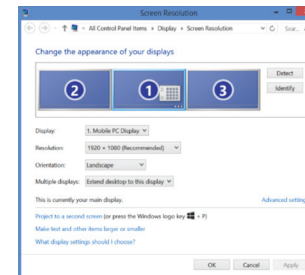 Screen Resolution
« All Control Panel Items › Display › Screen Resolution
Change the appearance of your displays
2
1
3
Detect
Identify
Display: 1. Mobile PC Display
Resolution: 1920 × 1080 (Recommended)
Orientation: Landscape
Multiple displays: Extend desktop to this display
This is currently your main display.
Advanced setting
Project to a second screen (or press the Windows logo key + P)
Make text and other items larger or smaller
What display settings should I choose?
OK
Cancel
Apply